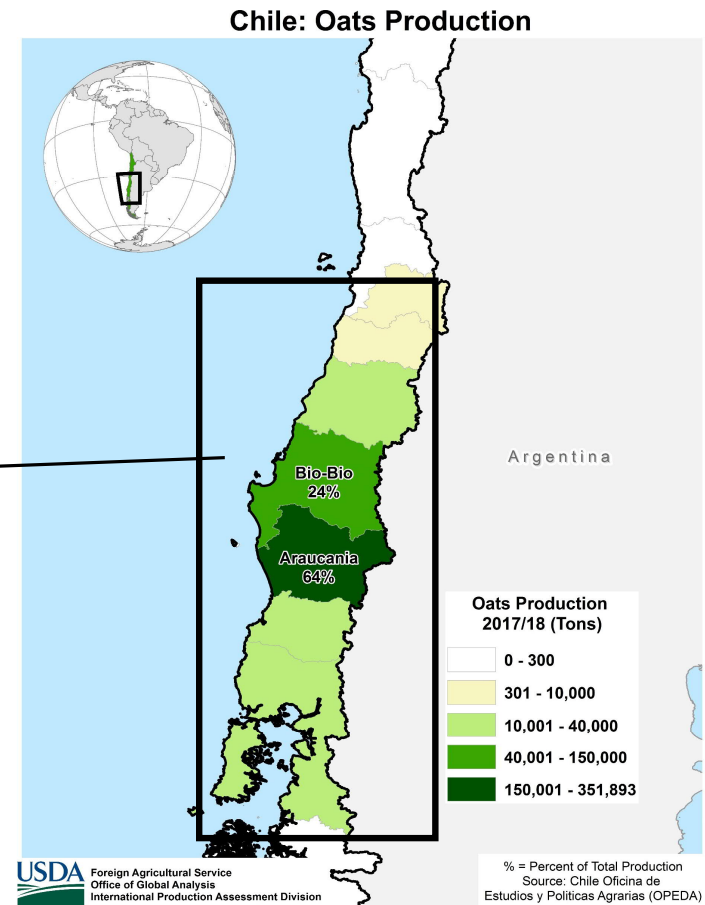 Chile: Oats Production
Argentina
Bio-Bio
24%
Araucania
64%
Oats Production
2017/18 (Tons)
0 - 300
301 - 10,000
10,001 - 40,000
40,001 - 150,000
150,001 - 351,893
USDA
Foreign Agricultural Service
Office of Global Analysis
International Production Assessment Division
% = Percent of Total Production
Source: Chile Oficina de
Estudios y Politicas Agrarias (OPEDA)